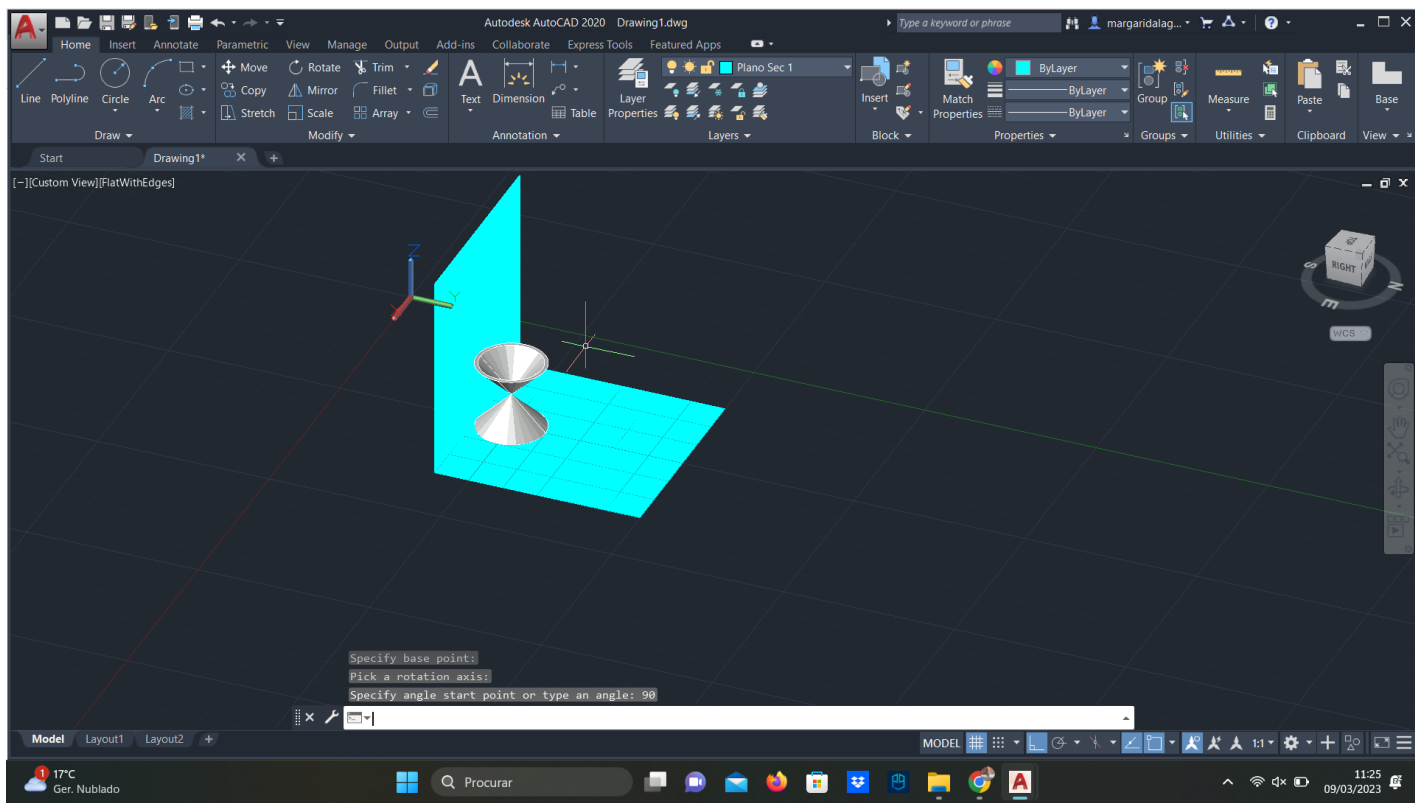 Autodesk AutoCAD 2020 Drawing1.dwg Type a keyword or phrase margaridalag...
Home Insert Annotate Parametric View Manage Output Add-ins Collaborate Express Tools Featured Apps
Line Polyline Circle Arc
Move Rotate Trim
Copy Mirror Fillet
Stretch Scale Array
Text Dimension Table
Layer Properties
Plano Sec 1
Insert
Match Properties
ByLayer
ByLayer
ByLayer
Group
Measure
Paste
Base
Draw Modify Annotation Layers Block Properties Groups Utilities Clipboard View
Start Drawing1* +
[−][Custom View][FlatWithEdges]
Z
Y
X
RIGHT
S
E
N
WCS
Specify base point:
Pick a rotation axis:
Specify angle start point or type an angle: 90
Model Layout1 Layout2 +
MODEL 1:1
1
17°C
Ger. Nublado
Procurar
11:25
09/03/2023